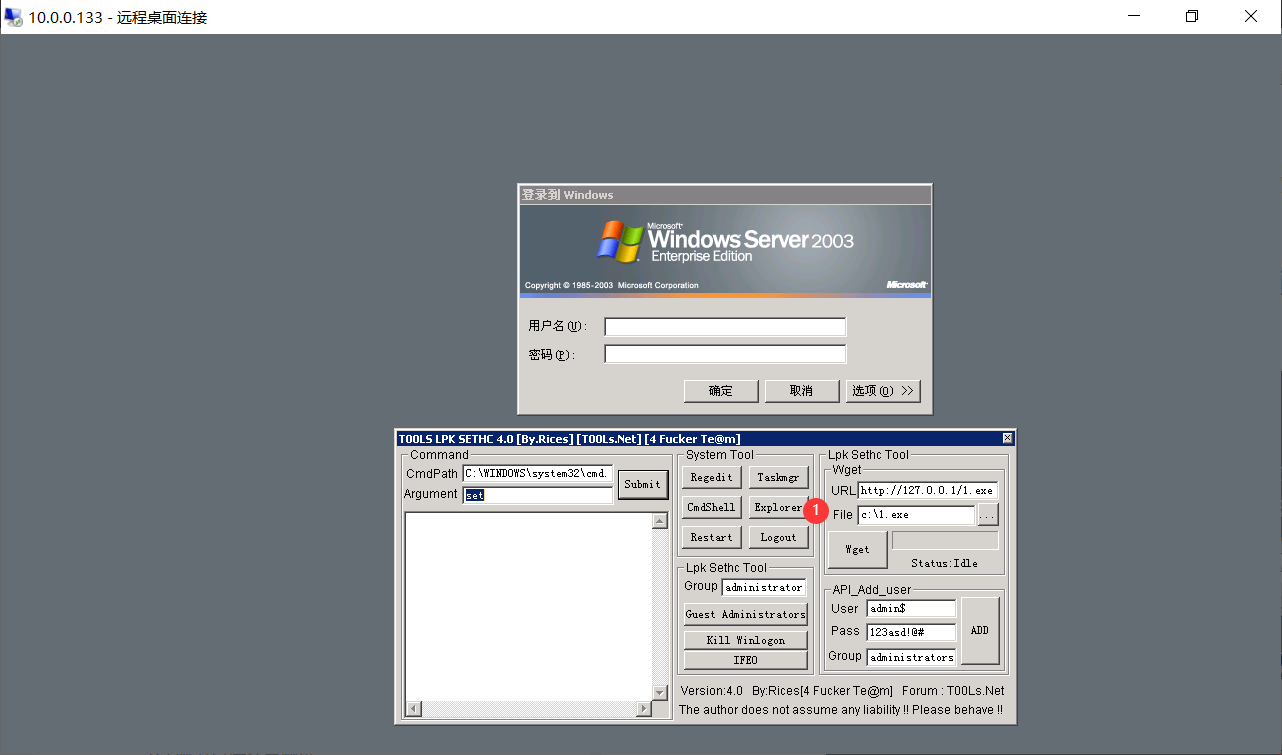 10.0.0.133 - 远程桌面连接
登录到 Windows
Microsoft
Windows Server 2003
Enterprise Edition
Copyright © 1985-2003 Microsoft Corporation
Microsoft
用户名(U):
密码(P):
确定 取消 选项(O) >>
T00LS LPK SETHC 4.0 [By.Rices] [T00Ls.Net] [4 Fucker Te@m]
Command
CmdPath C:\WINDOWS\system32\cmd.
Argument set
Submit
System Tool
Regedit Taskmgr
CmdShell Explorer
Restart Logout
1
Lpk Sethc Tool
Group administrator
Guest Administrators
Kill Winlogon
IFEO
Lpk Sethc Tool
Wget
URL http://127.0.0.1/1.exe
File c:\1.exe ...
Wget
Status:Idle
API_Add_user
User admin$
Pass 123asd!@#
Group administrators
ADD
Version:4.0 By:Rices[4 Fucker Te@m] Forum : T00Ls.Net
The author does not assume any liability !! Please behave !!